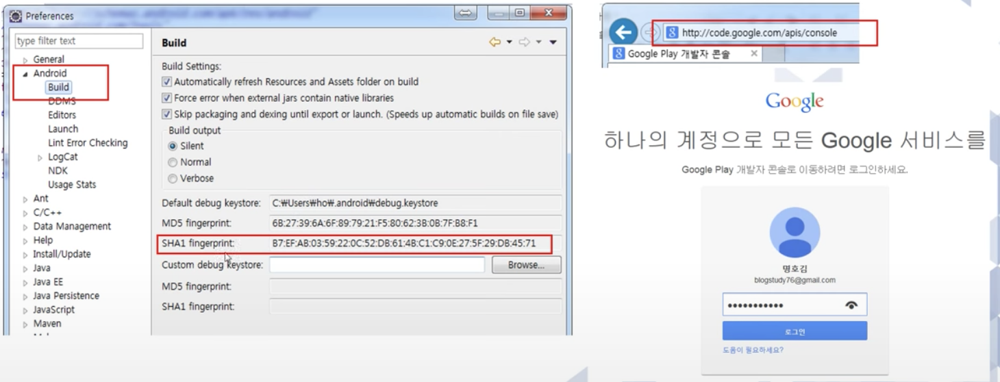 Preferences
type filter text
General
Android
Build
DDMS
Editors
Launch
Lint Error Checking
LogCat
NDK
Usage Stats
Ant
C/C++
Data Management
Help
Install/Update
Java
Java EE
Java Persistence
JavaScript
Maven
Build
Build Settings:
Automatically refresh Resources and Assets folder on build
Force error when external jars contain native libraries
Skip packaging and dexing until export or launch. (Speeds up automatic builds on file save)
Build output
Silent
Normal
Verbose
Default debug keystore: C:₩Users₩ho₩.android₩debug.keystore
MD5 fingerprint: 6B:27:39:6A:6F:89:79:21:F5:80:62:3B:0B:7F:B8:F1
SHA1 fingerprint: B7:EF:AB:03:59:22:0C:52:DB:61:4B:C1:C9:0E:27:5F:29:DB:45:71
Custom debug keystore: Browse...
MD5 fingerprint:
SHA1 fingerprint:
http://code.google.com/apis/console
Google Play 개발자 콘솔
Google
하나의 계정으로 모든 Google 서비스를
Google Play 개발자 콘솔로 이동하려면 로그인하세요.
명호김
blogstudy76@gmail.com
로그인
도움이 필요하세요?